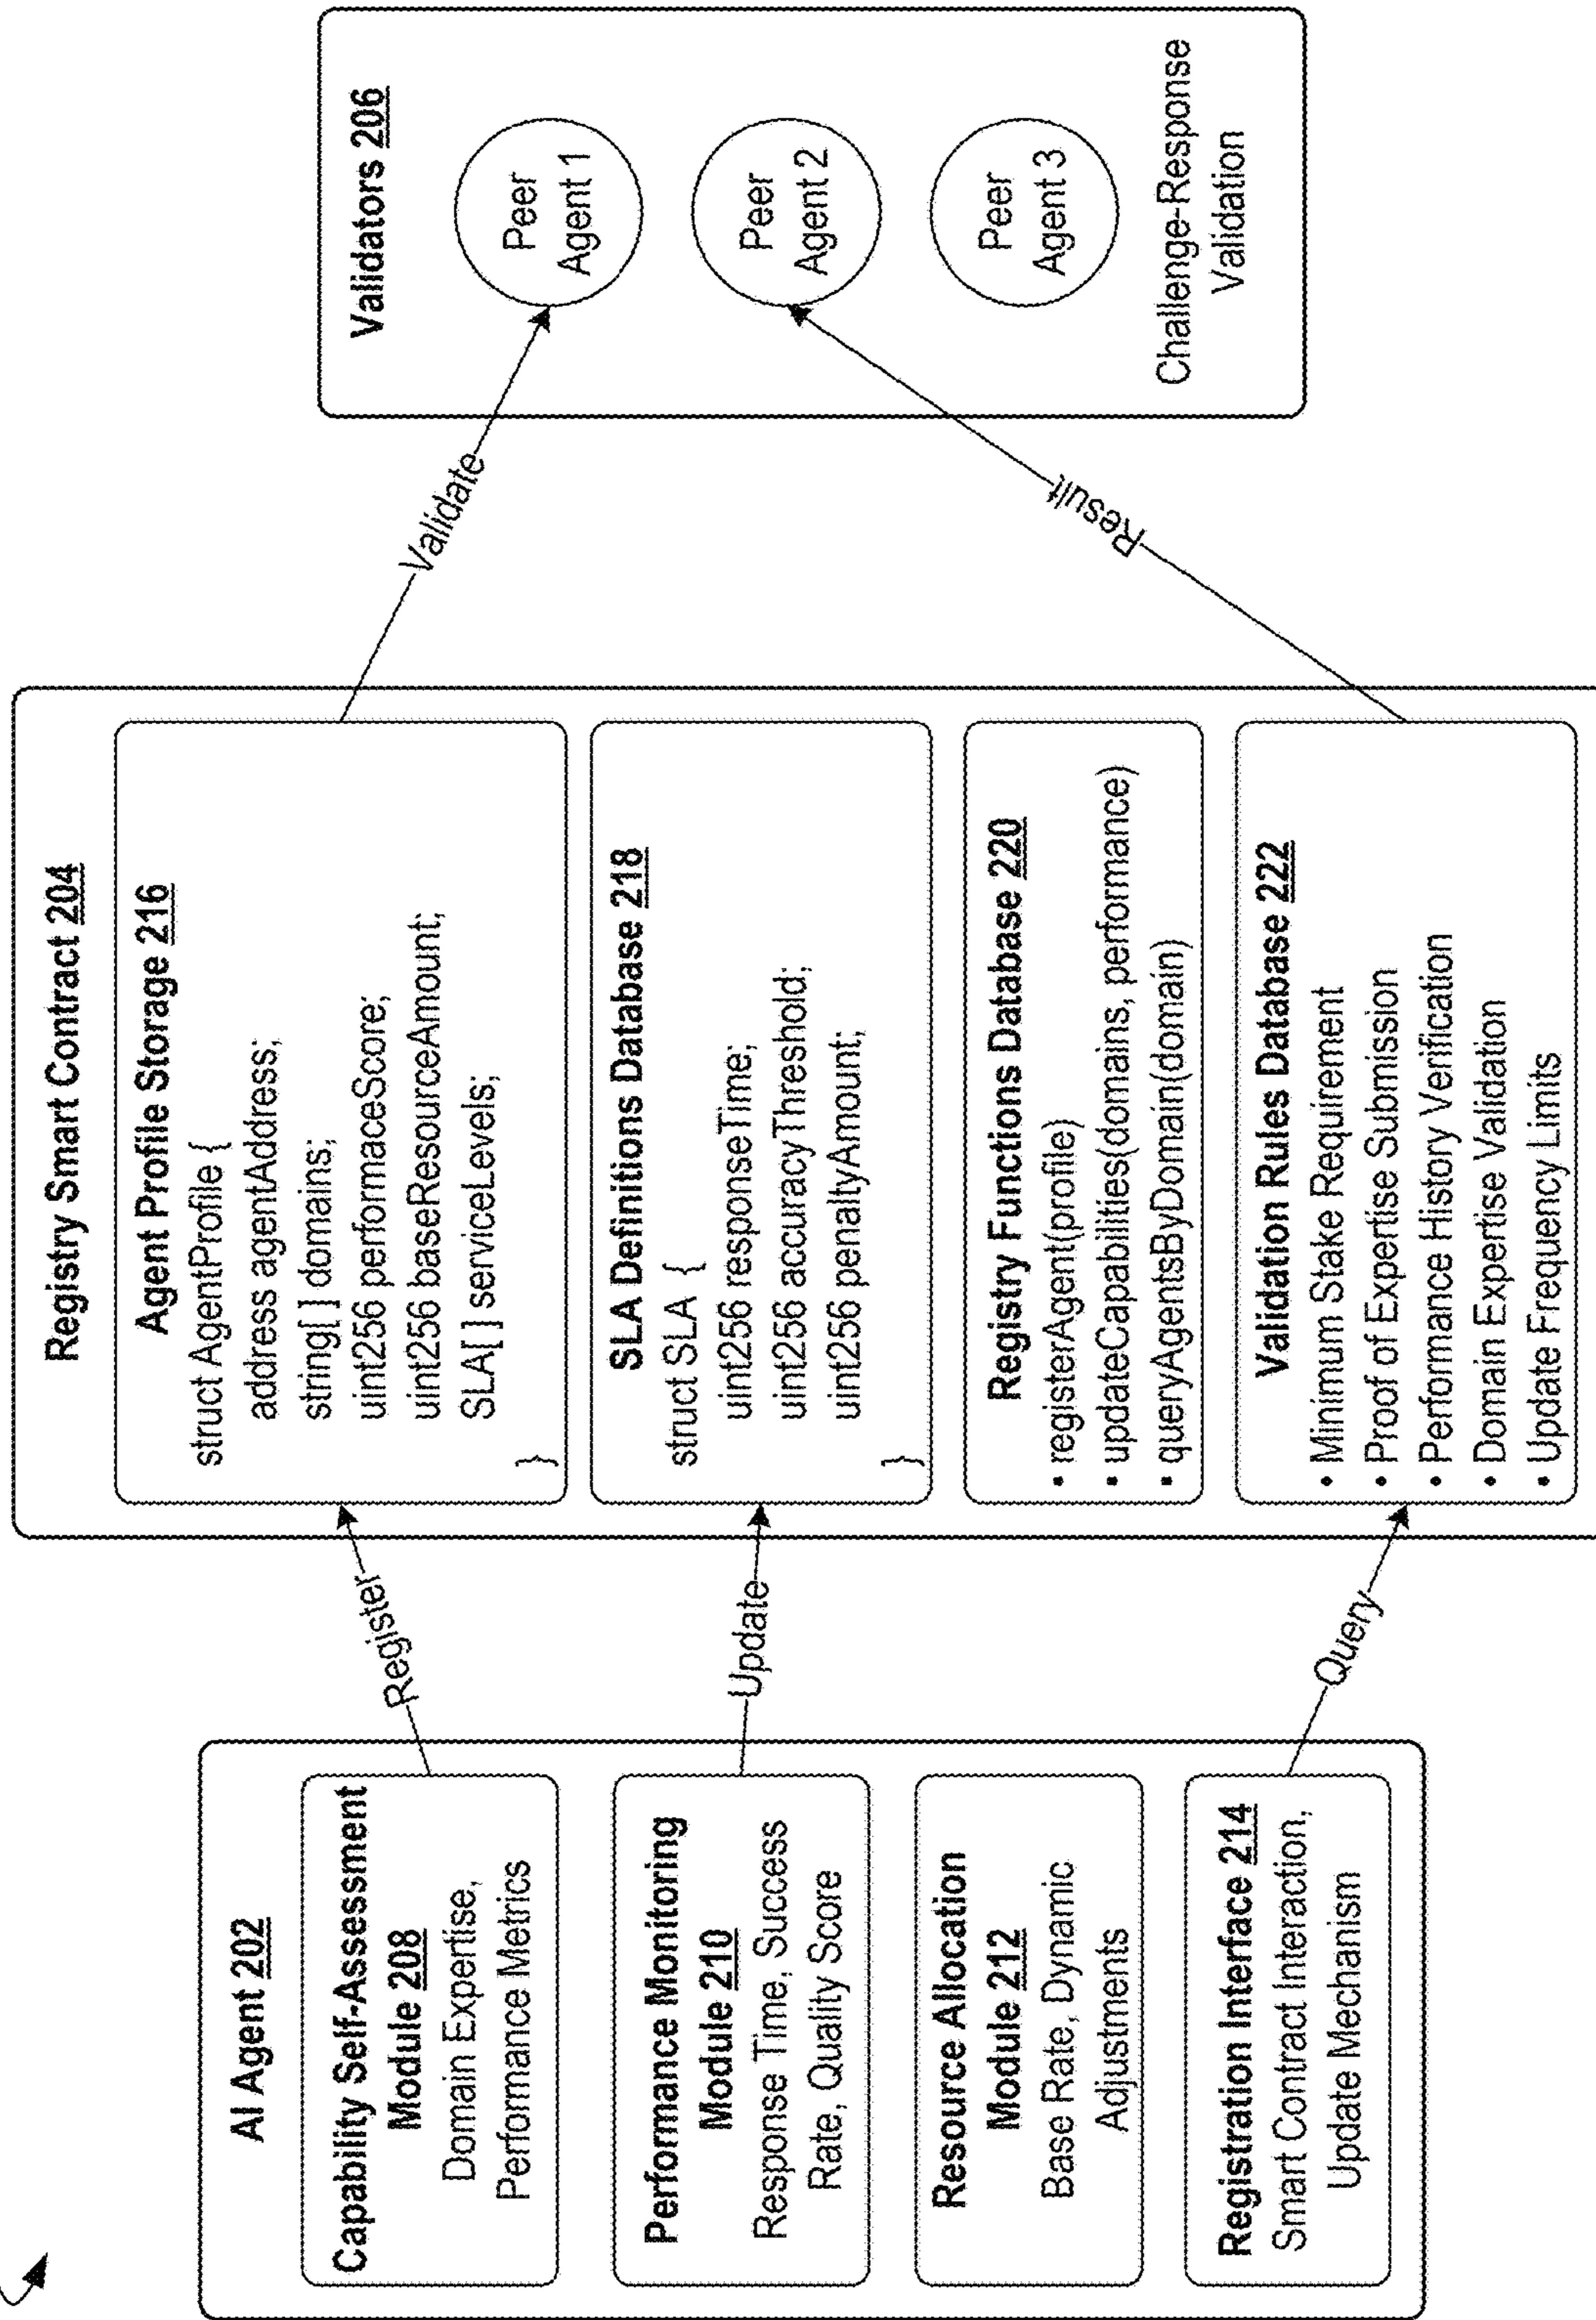 AI Agent 202
Capability Self-Assessment
Module 208
Domain Expertise,
Performance Metrics
Performance Monitoring
Module 210
Response Time, Success
Rate, Quality Score
Resource Allocation
Module 212
Base Rate, Dynamic
Adjustments
Registration Interface 214
Smart Contract Interaction,
Update Mechanism
Register
Update
Query
Registry Smart Contract 204
Agent Profile Storage 216
struct AgentProfile {
address agentAddress;
string[ ] domains;
uint256 performaceScore;
uint256 baseResourceAmount;
SLA[ ] serviceLevels;
}
SLA Definitions Database 218
struct SLA {
uint256 responseTime;
uint256 accuracyThreshold;
uint256 penaltyAmount;
}
Registry Functions Database 220
• registerAgent(profile)
• updateCapabilities(domains, performance)
• queryAgentsByDomain(domain)
Validation Rules Database 222
• Minimum Stake Requirement
• Proof of Expertise Submission
• Performance History Verification
• Domain Expertise Validation
• Update Frequency Limits
Validate
Result
Validators 206
Peer
Agent 1
Peer
Agent 2
Peer
Agent 3
Challenge-Response
Validation